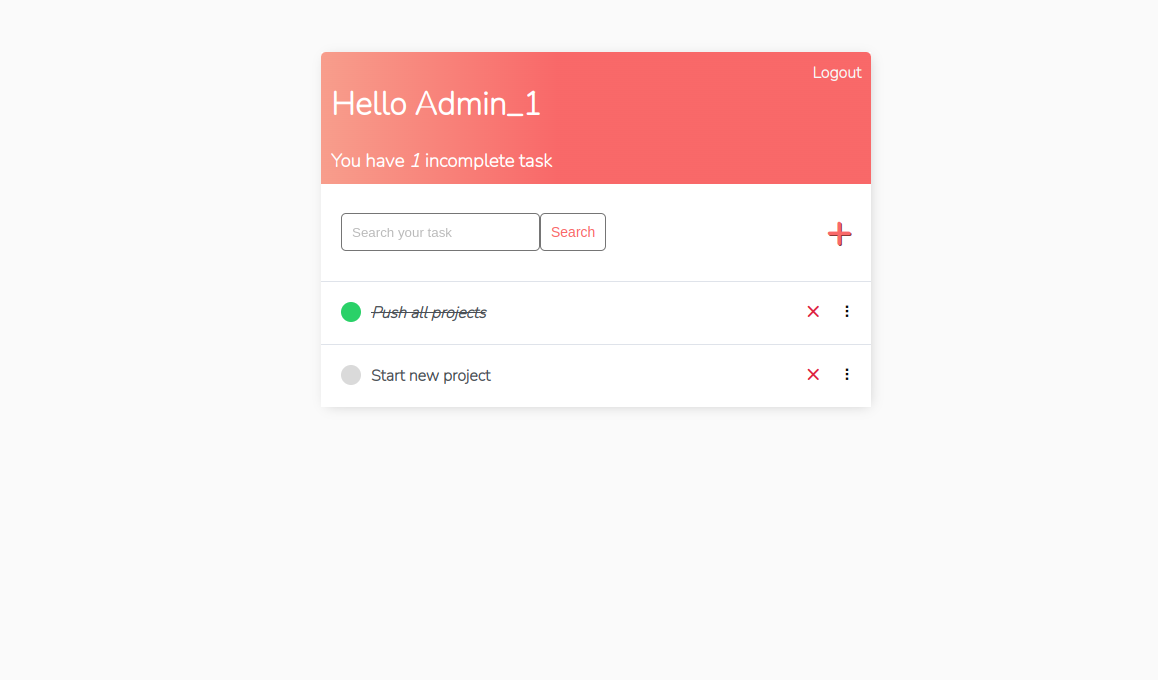 Logout
Hello Admin_1
You have 1 incomplete task
Search your task
Search
Push all projects
Start new project